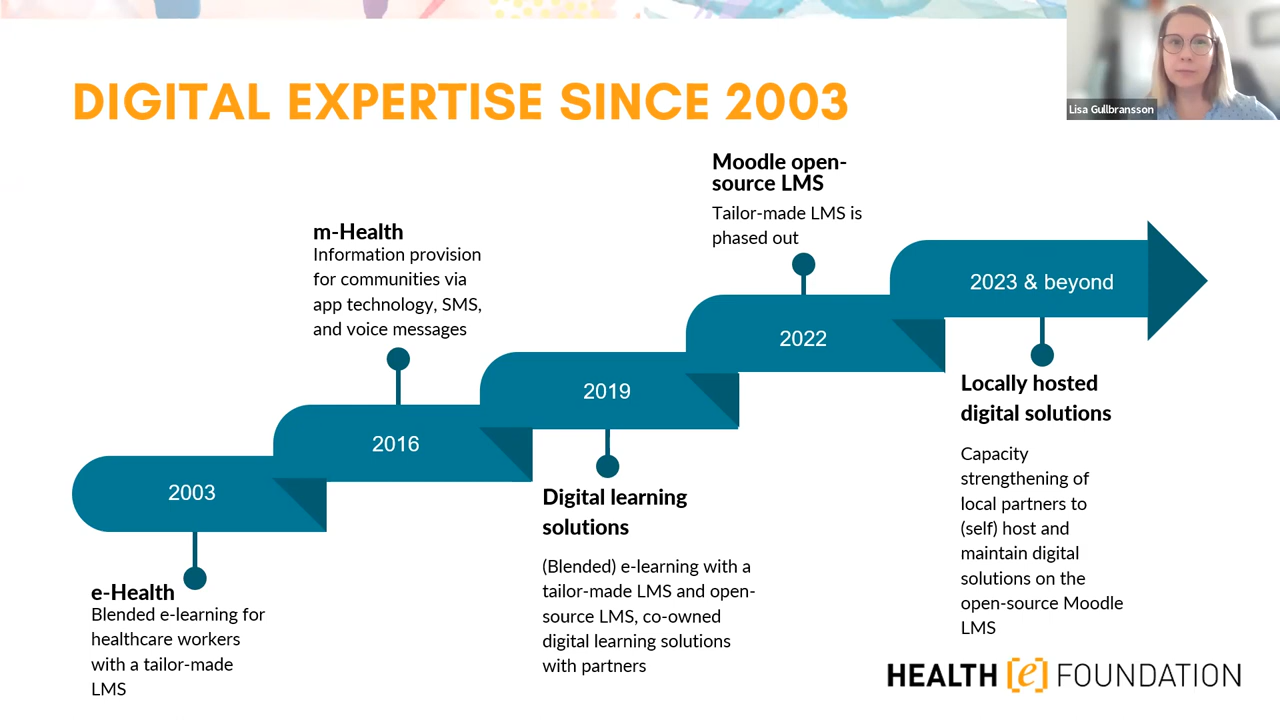 Lisa Gullbransson
DIGITAL EXPERTISE SINCE 2003
Moodle open-
source LMS
Tailor-made LMS is
phased out
m-Health
Information provision
for communities via
app technology, SMS,
and voice messages
2023 & beyond
2022
2019
2016
2003
Locally hosted
digital solutions
Capacity
strengthening of
local partners to
(self) host and
maintain digital
solutions on the
open-source Moodle
LMS
Digital learning
solutions
(Blended) e-learning with a
tailor-made LMS and open-
source LMS, co-owned
digital learning solutions
with partners
e-Health
Blended e-learning for
healthcare workers
with a tailor-made
LMS
HEALTH [e] FOUNDATION